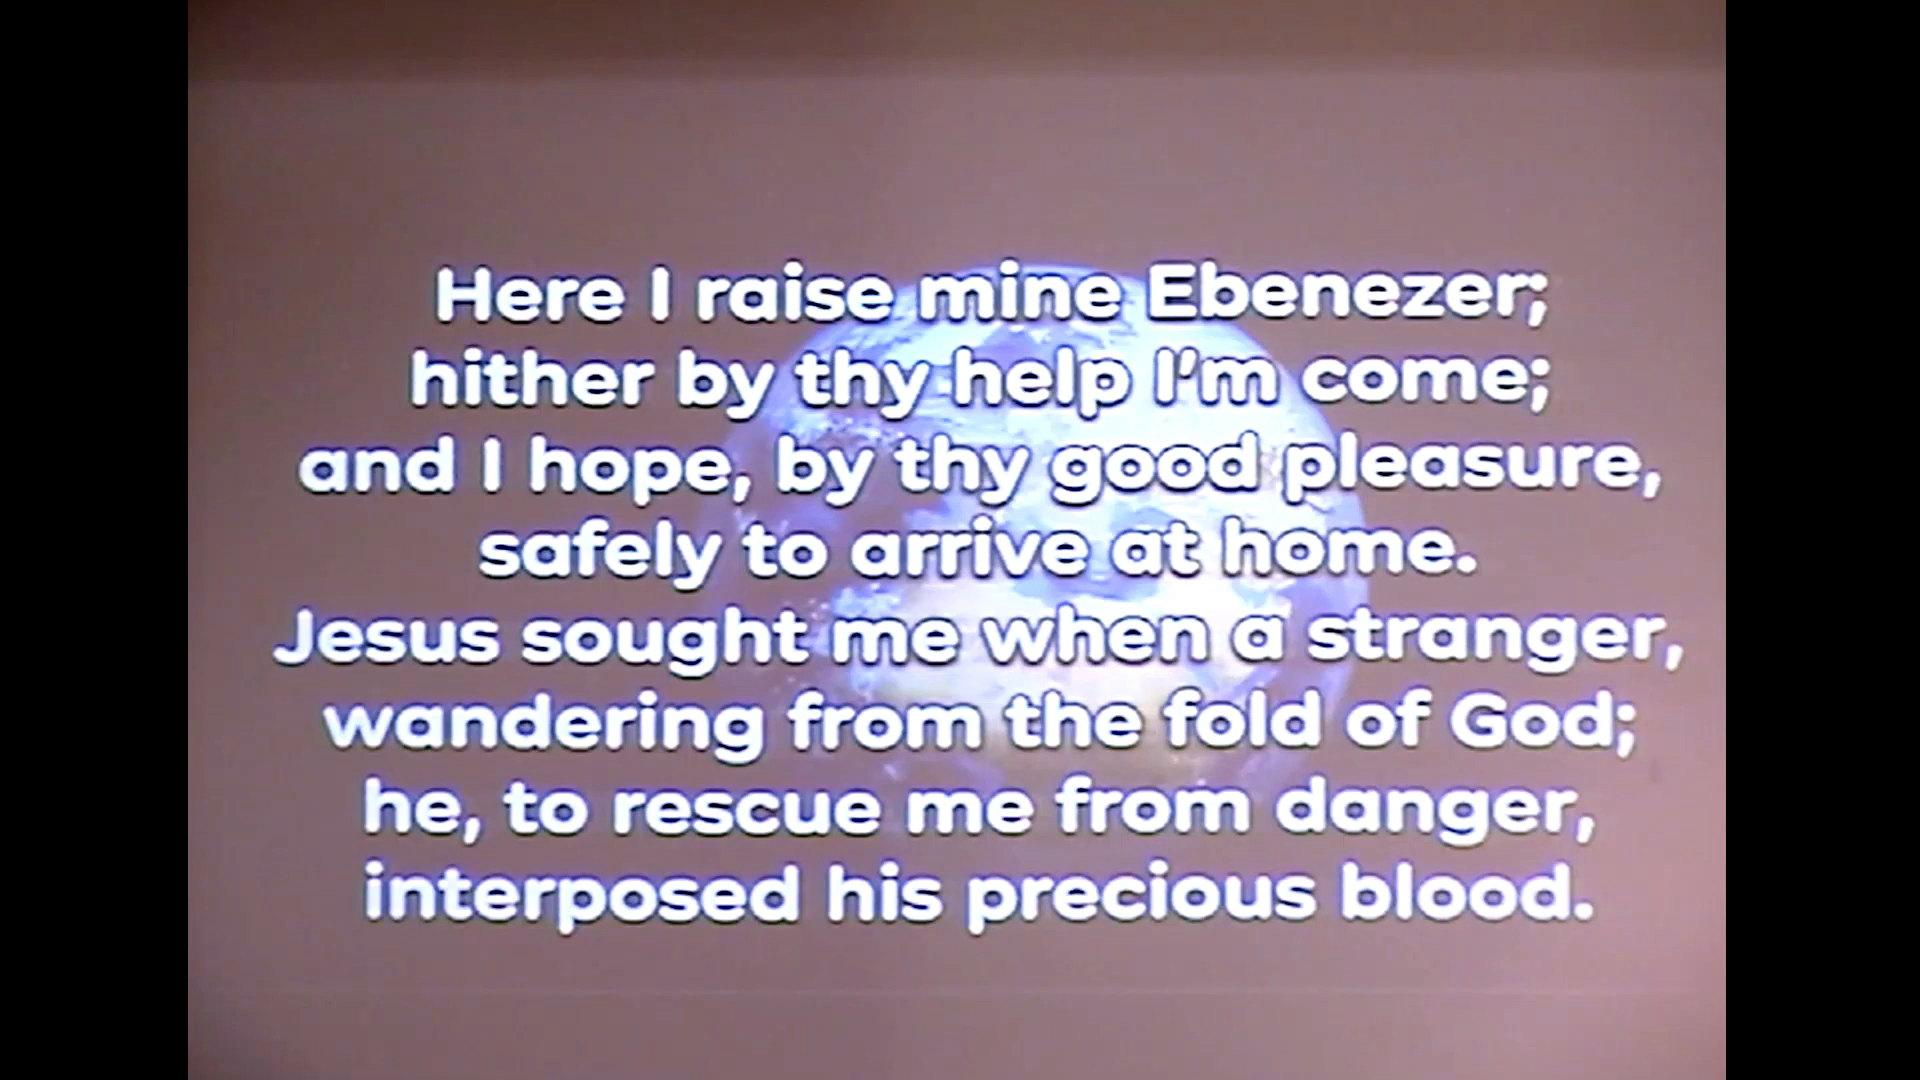 Here I raise mine Ebenezer;
hither by thy help I'm come;
and I hope, by thy good pleasure,
safely to arrive at home.
Jesus sought me when a stranger,
wandering from the fold of God;
he, to rescue me from danger,
interposed his precious blood.